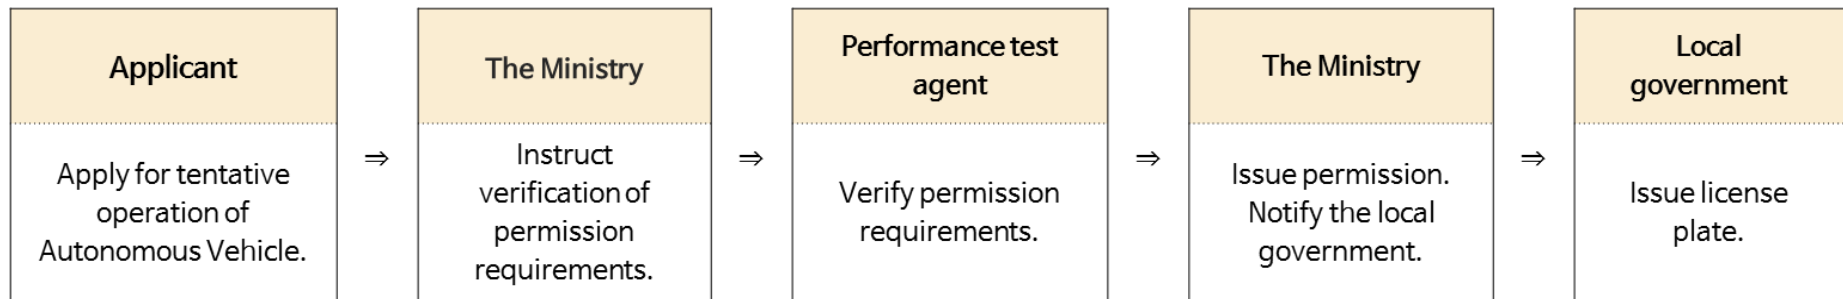 Applicant
Apply for tentative
operation of
Autonomous Vehicle.
⇒
The Ministry
Instruct
verification of
permission
requirements.
⇒
Performance test
agent
Verify permission
requirements.
⇒
The Ministry
Issue permission.
Notify the local
government.
⇒
Local
government
Issue license
plate.